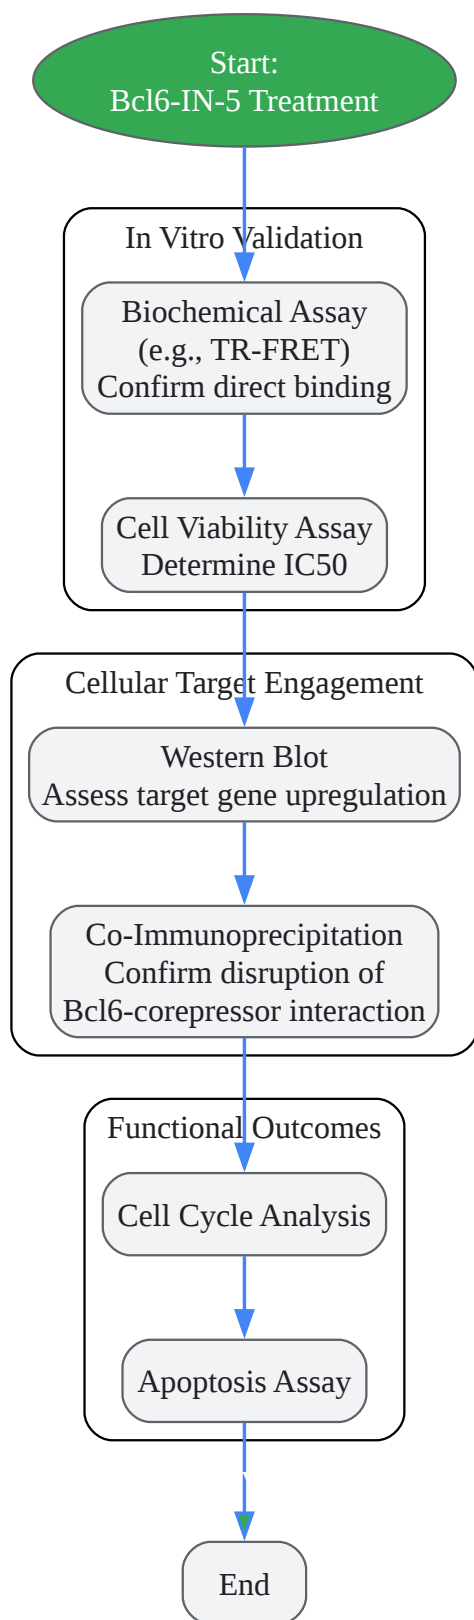 Start:
Bcl6-IN-5 Treatment
In Vitro Validation
Biochemical Assay
(e.g., TR-FRET)
Confirm direct binding
Cell Viability Assay
Determine IC50
Cellular Target Engagement
Western Blot
Assess target gene upregulation
Co-Immunoprecipitation
Confirm disruption of
Bcl6-corepressor interaction
Functional Outcomes
Cell Cycle Analysis
Apoptosis Assay
End